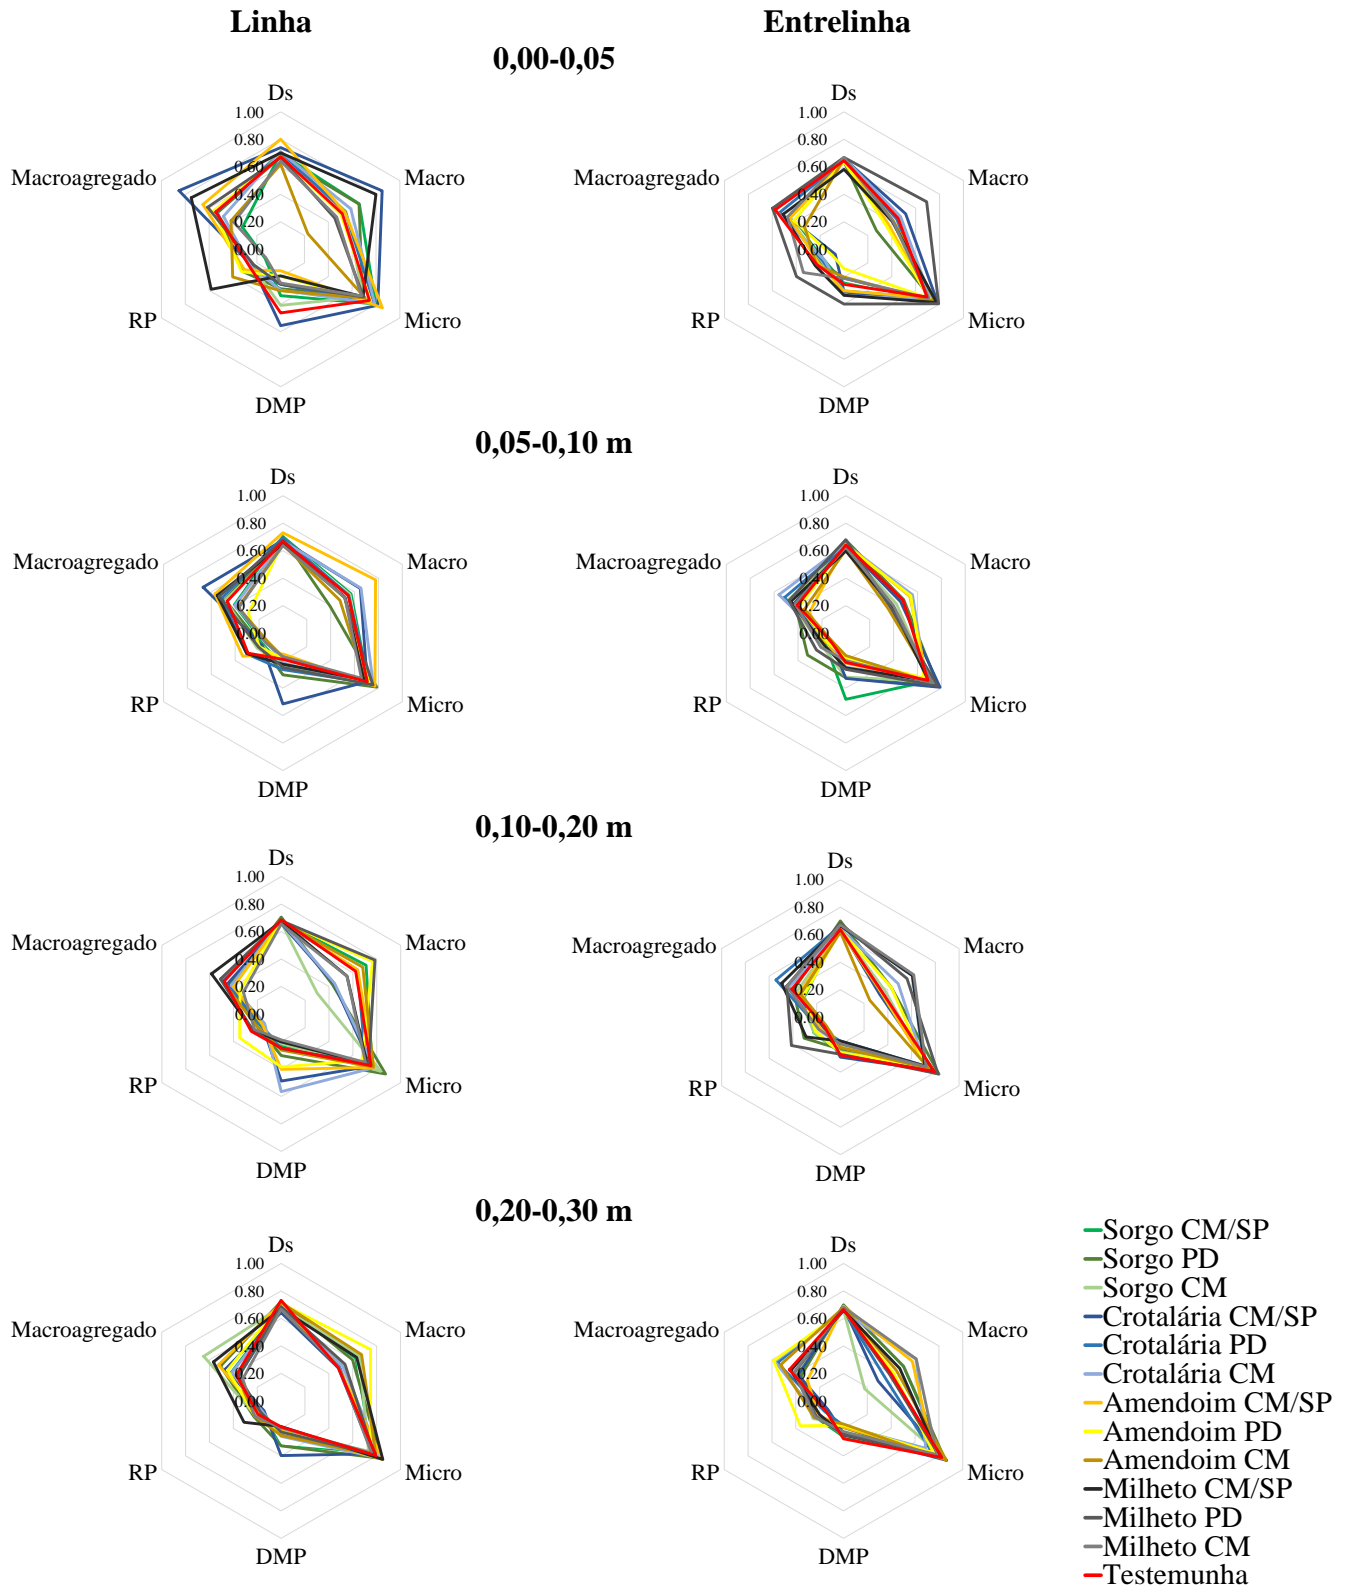 Linha Entrelinha
0,00-0,05
Ds Ds
1.00 1.00
0.80 0.80
Macroagregado 0.60 Macro Macroagregado 0.60 Macro
0.40 0.40
0.20 0.20
0.00 0.00
RP Micro RP Micro
DMP DMP
0,05-0,10 m
Ds Ds
1.00 1.00
0.80 0.80
Macroagregado 0.60 Macro Macroagregado 0.60 Macro
0.40 0.40
0.20 0.20
0.00 0.00
RP Micro RP Micro
DMP DMP
0,10-0,20 m
Ds Ds
1.00 1.00
0.80 0.80
Macroagregado 0.60 Macro Macroagregado 0.60 Macro
0.40 0.40
0.20 0.20
0.00 0.00
RP Micro RP Micro
DMP DMP
0,20-0,30 m
Ds Ds
1.00 1.00
0.80 0.80
Macroagregado 0.60 Macro Macroagregado 0.60 Macro
0.40 0.40
0.20 0.20
0.00 0.00
RP Micro RP Micro
DMP DMP
Sorgo CM/SP
Sorgo PD
Sorgo CM
Crotalária CM/SP
Crotalária PD
Crotalária CM
Amendoim CM/SP
Amendoim PD
Amendoim CM
Milheto CM/SP
Milheto PD
Milheto CM
Testemunha